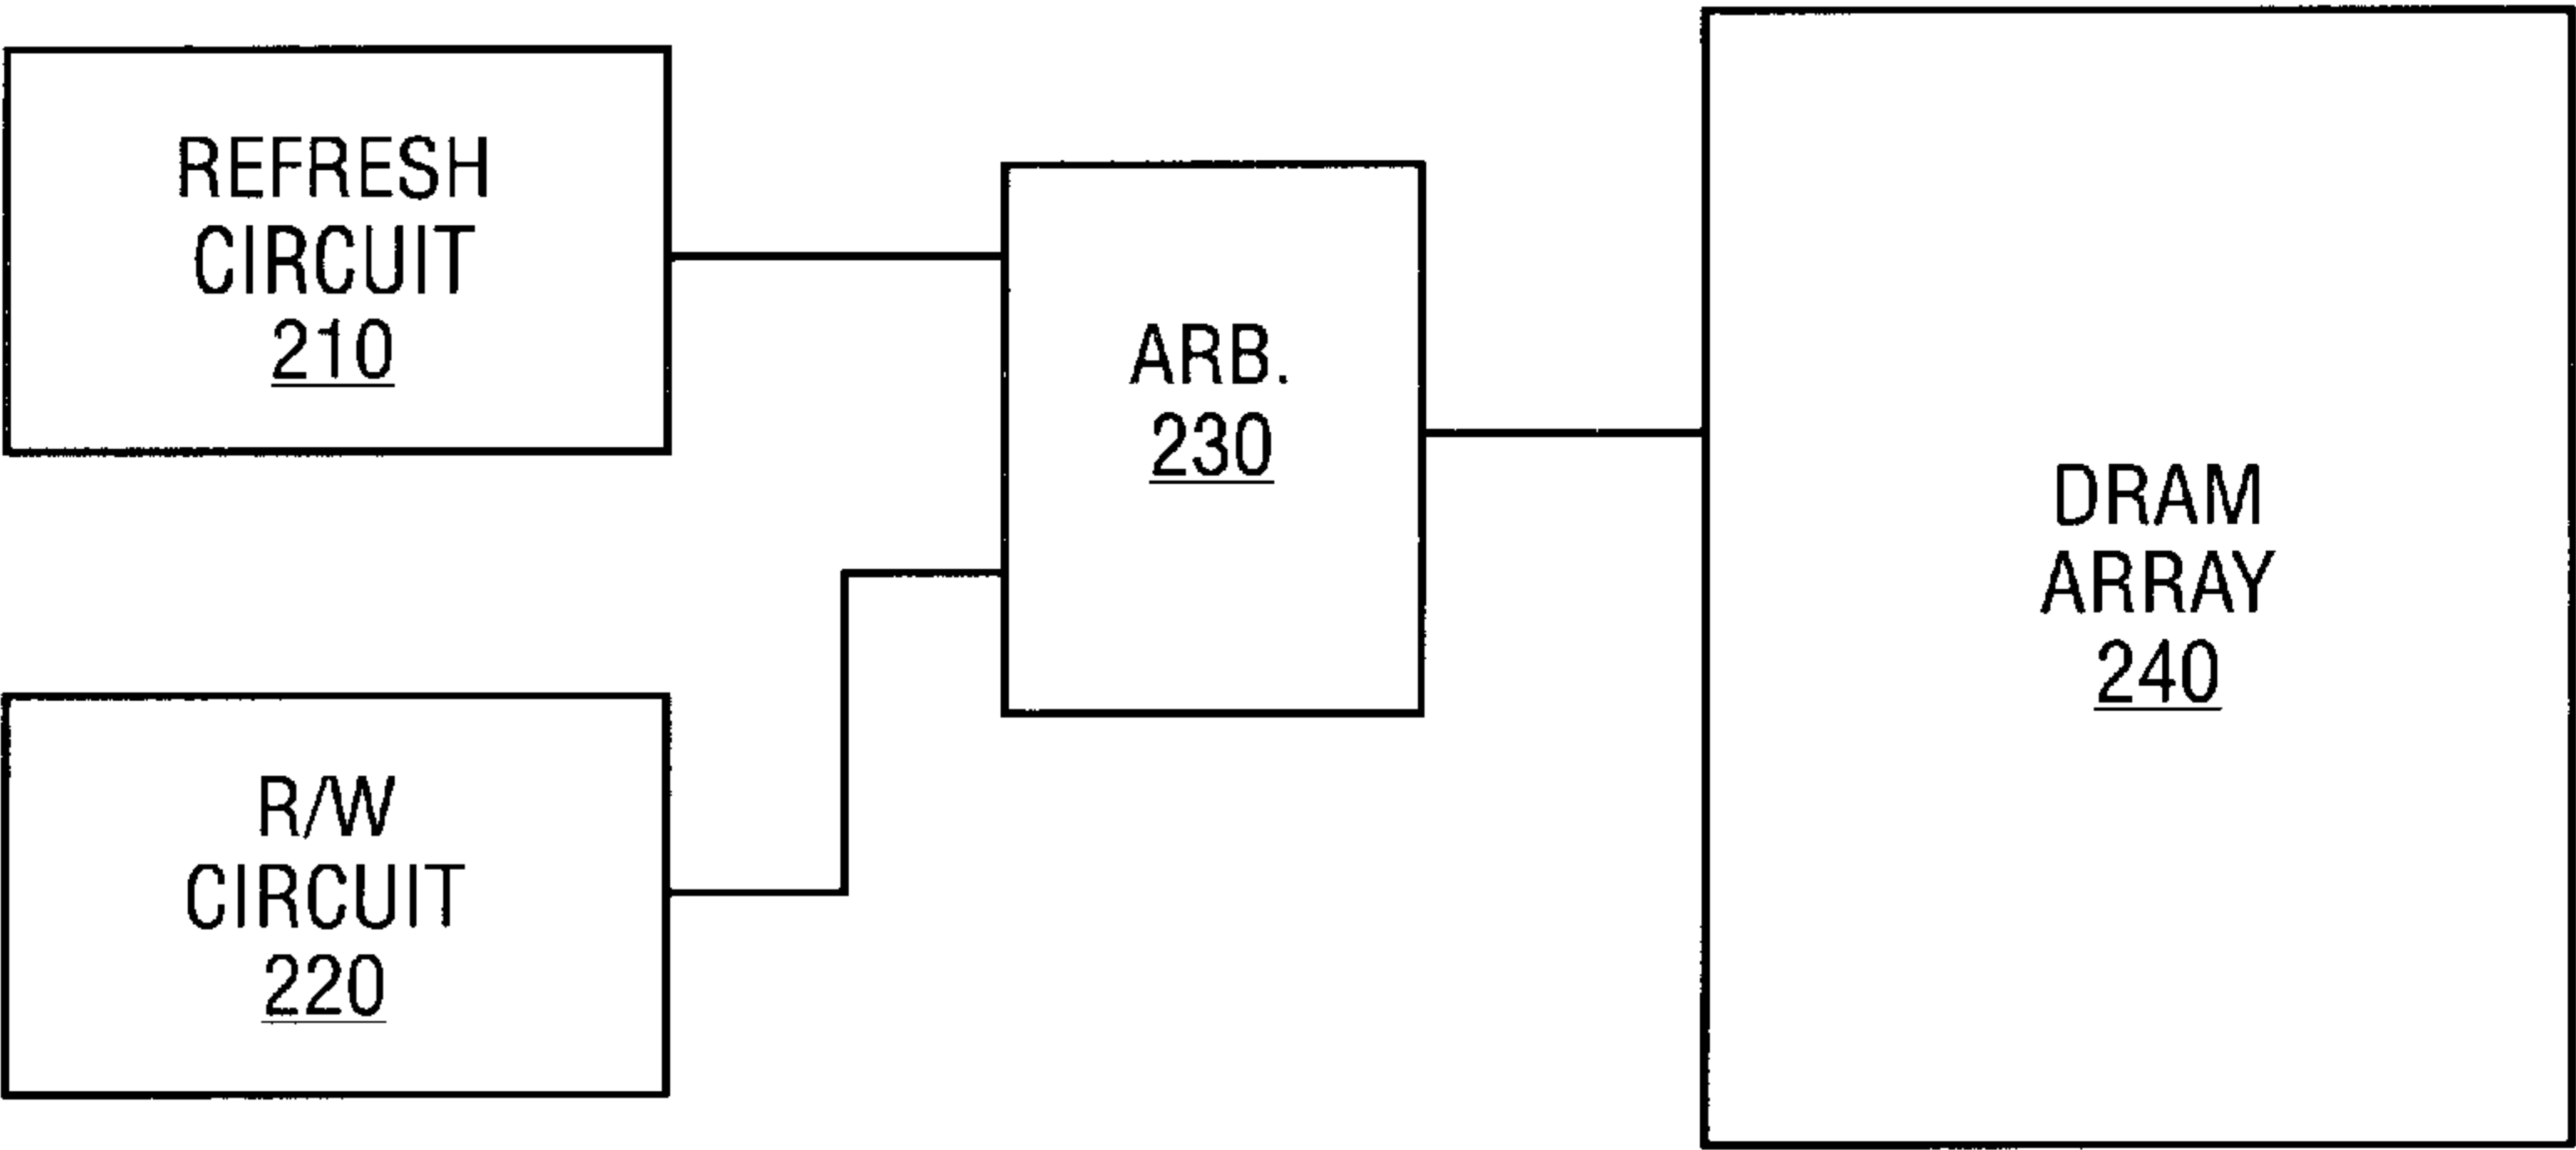 REFRESH
CIRCUIT
210
ARB.
230
DRAM
ARRAY
240
R/W
CIRCUIT
220